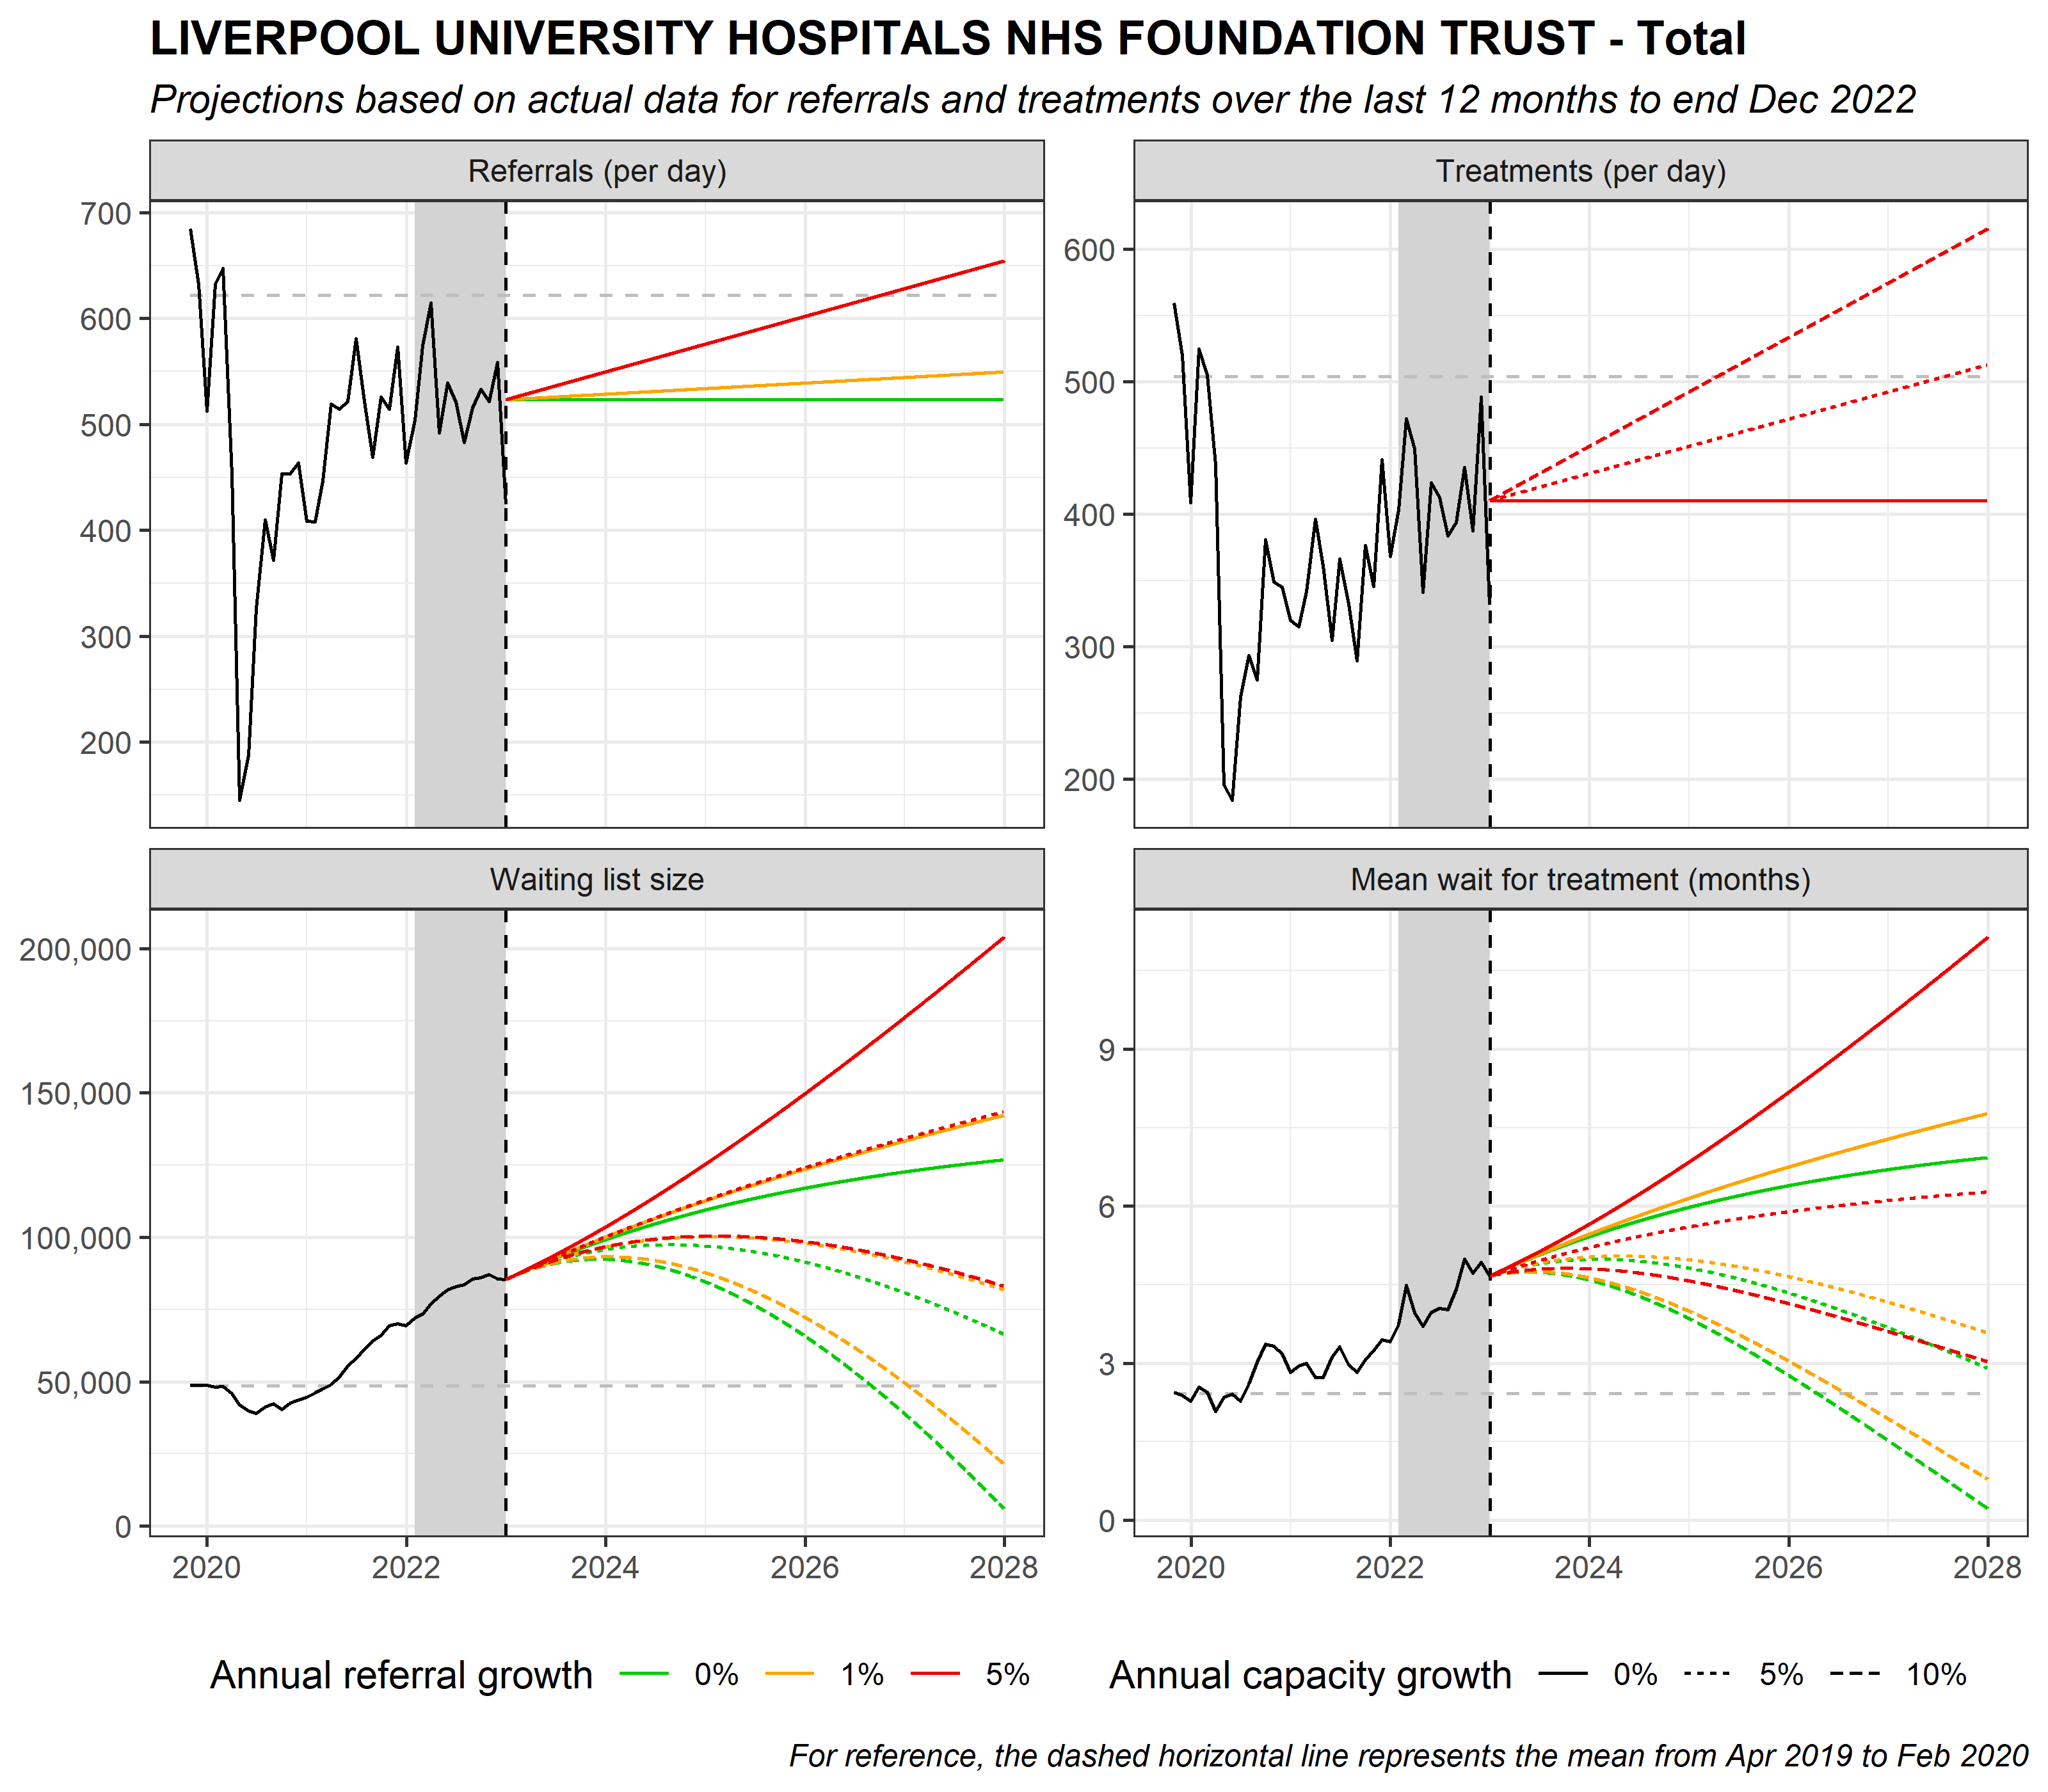 LIVERPOOL UNIVERSITY HOSPITALS NHS FOUNDATION TRUST - Total
Projections based on actual data for referrals and treatments over the last 12 months to end Dec 2022
Referrals (per day)
700
600
500
400
300
200
Treatments (per day)
600
500
400
300
200
Waiting list size
200,000
150,000
100,000
50,000
0
2020 2022 2024 2026 2028
Mean wait for treatment (months)
9
6
3
0
2020 2022 2024 2026 2028
Annual referral growth 0% 1% 5%
Annual capacity growth 0% 5% 10%
For reference, the dashed horizontal line represents the mean from Apr 2019 to Feb 2020